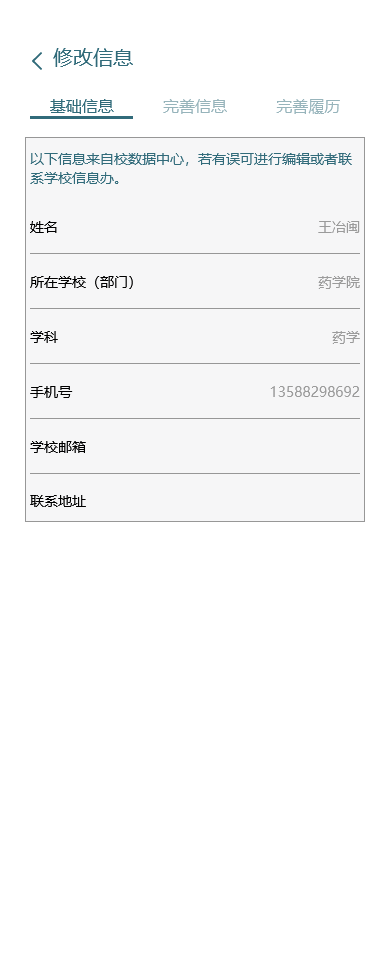 修改信息
基础信息 完善信息 完善履历
以下信息来自校数据中心，若有误可进行编辑或者联
系学校信息办。
姓名 王冶闽
所在学校（部门） 药学院
学科 药学
手机号 13588298692
学校邮箱
联系地址